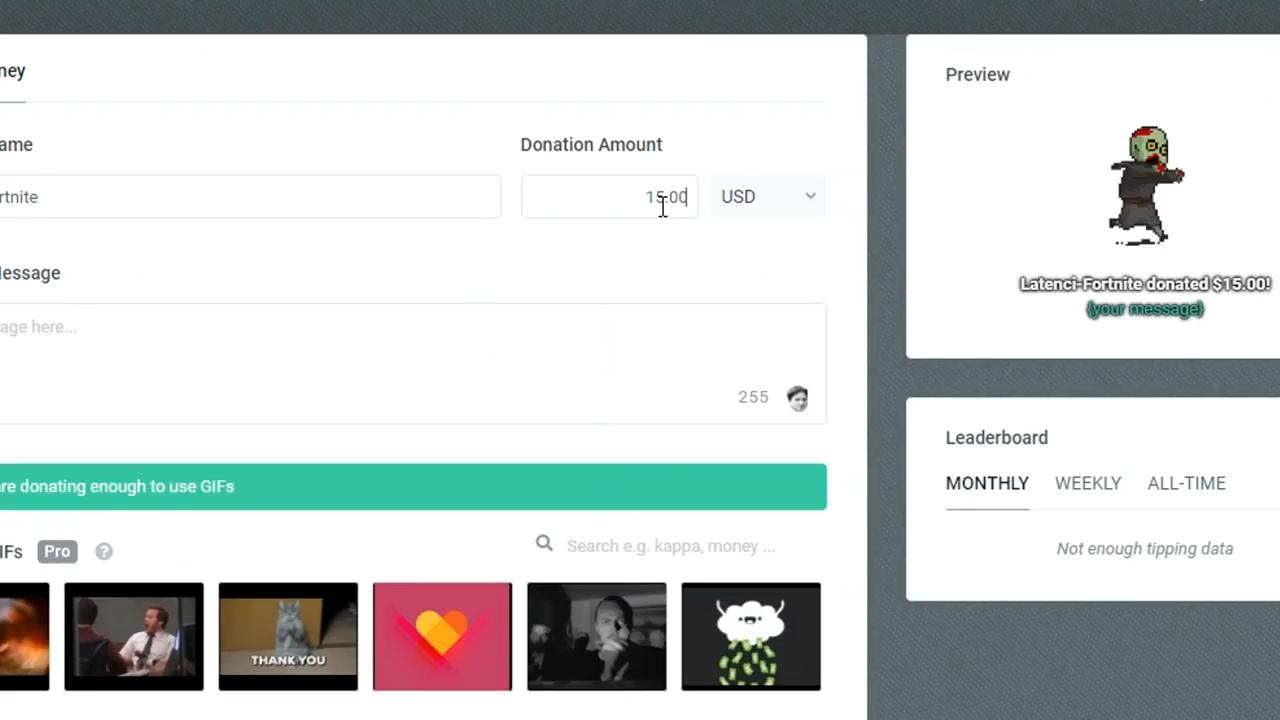 ney
ame
Donation Amount
rtnite
15.00
USD
Message
age here...
255
re donating enough to use GIFs
IFs
Pro
?
Search e.g. kappa, money ...
THANK YOU
Preview
Latenci-Fortnite donated $15.00!
(your message)
Leaderboard
MONTHLY WEEKLY ALL-TIME
Not enough tipping data